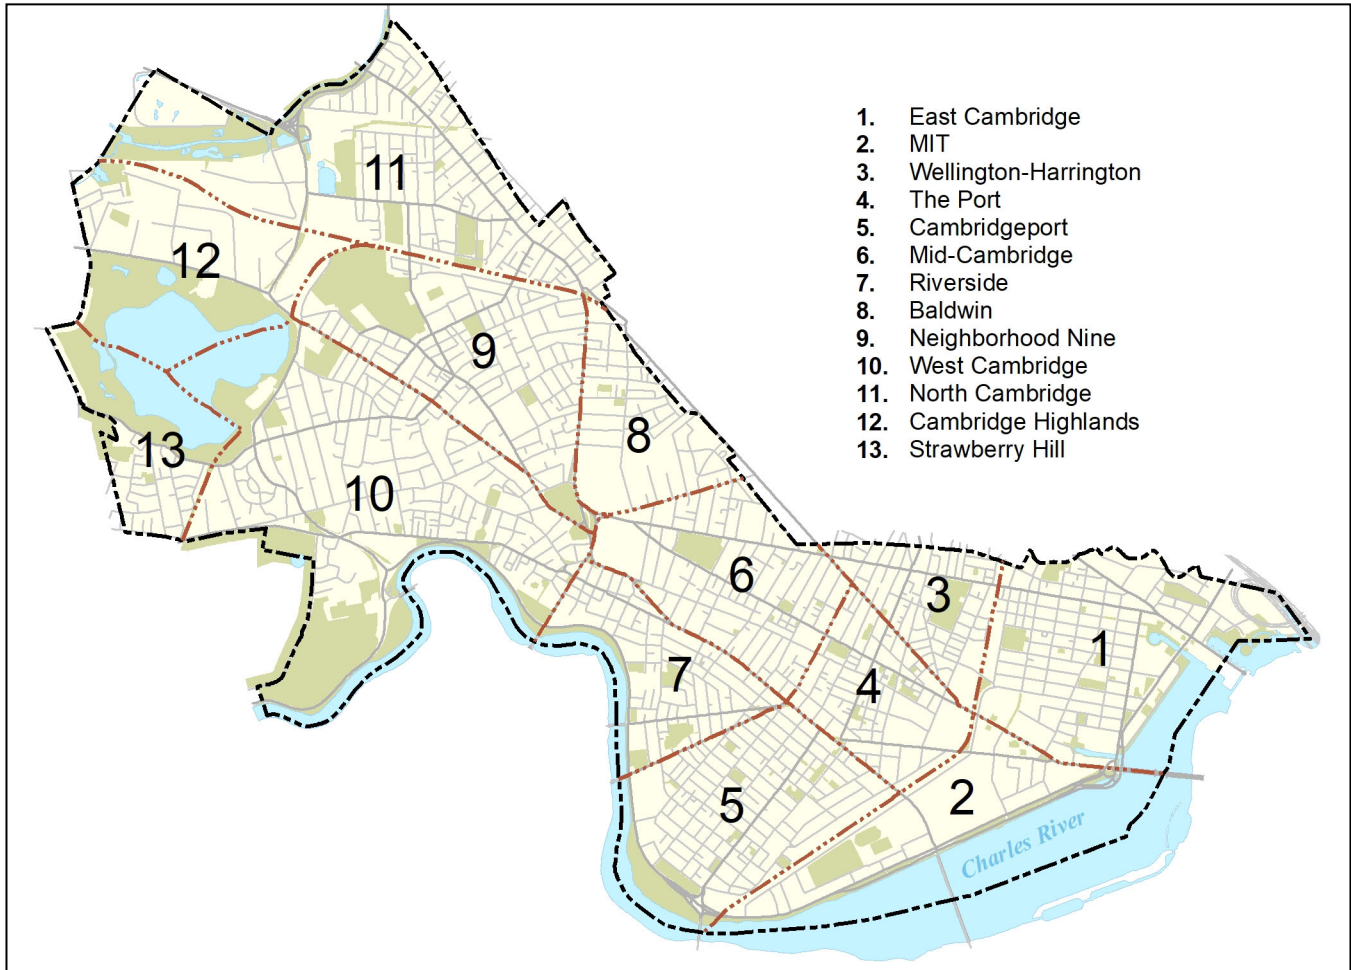 1. East Cambridge
2. MIT
3. Wellington-Harrington
4. The Port
5. Cambridgeport
6. Mid-Cambridge
7. Riverside
8. Baldwin
9. Neighborhood Nine
10. West Cambridge
11. North Cambridge
12. Cambridge Highlands
13. Strawberry Hill
11
12
9
8
13
10
6
3
1
7
4
5
2
Charles River